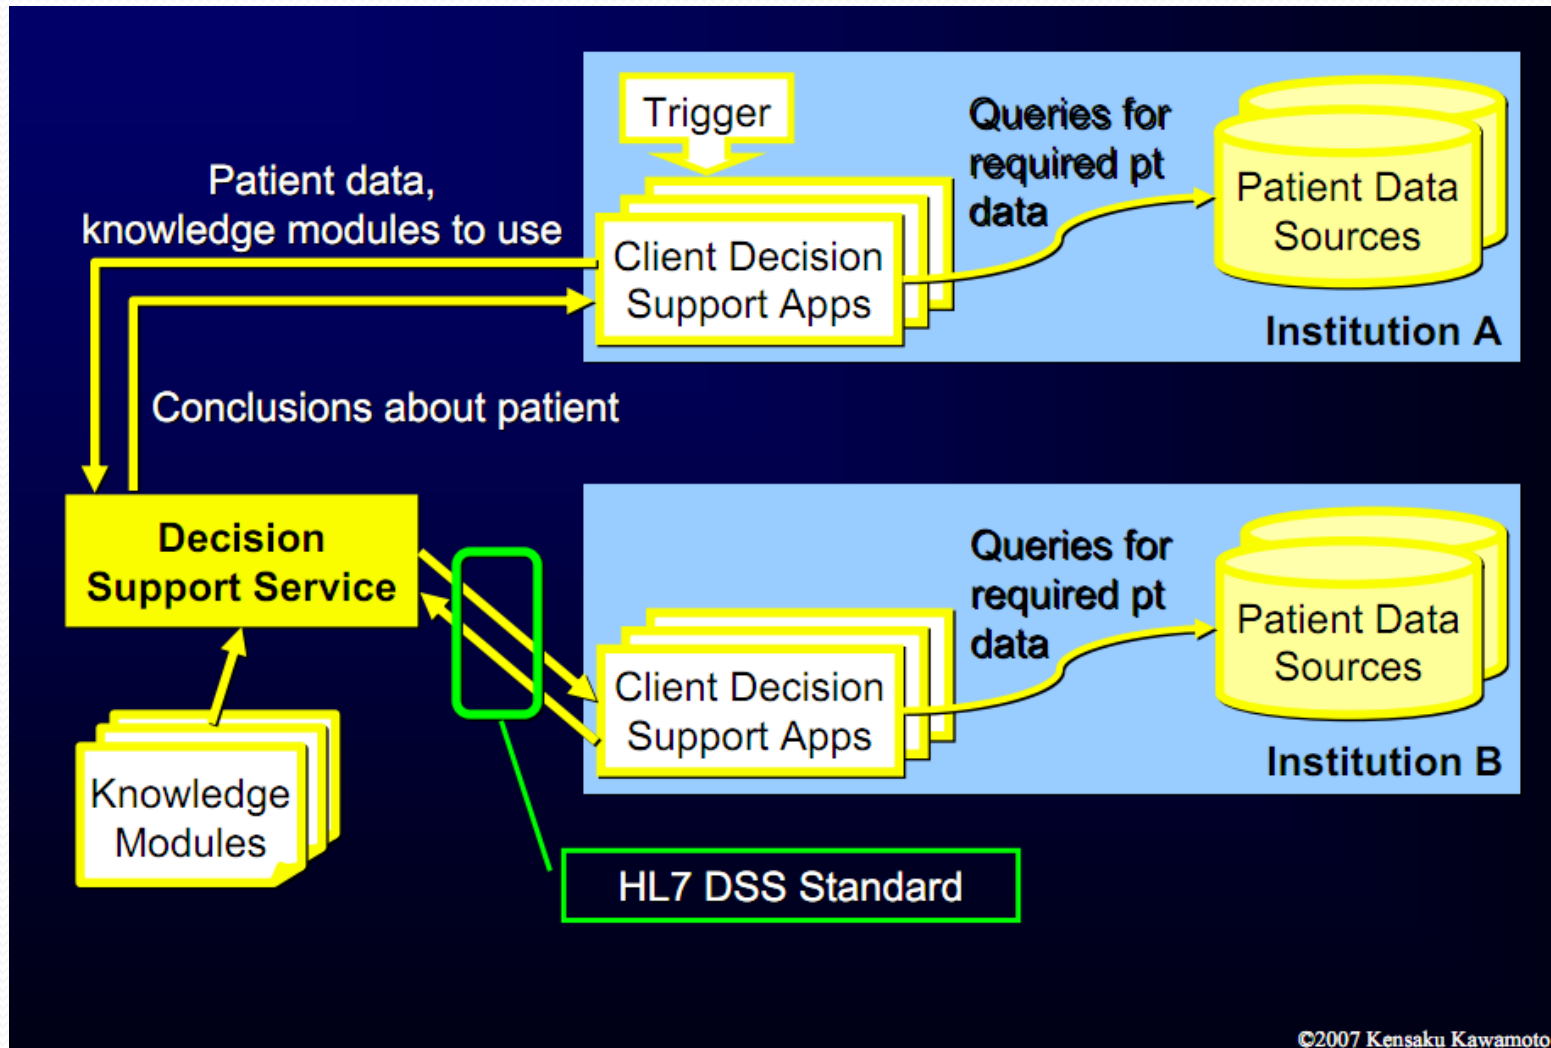 Trigger
Queries for
required pt
data
Patient Data
Sources
Patient data,
knowledge modules to use
Client Decision
Support Apps
Institution A
Conclusions about patient
Decision
Support Service
Queries for
required pt
data
Patient Data
Sources
Client Decision
Support Apps
Institution B
Knowledge
Modules
HL7 DSS Standard
©2007 Kensaku Kawamoto